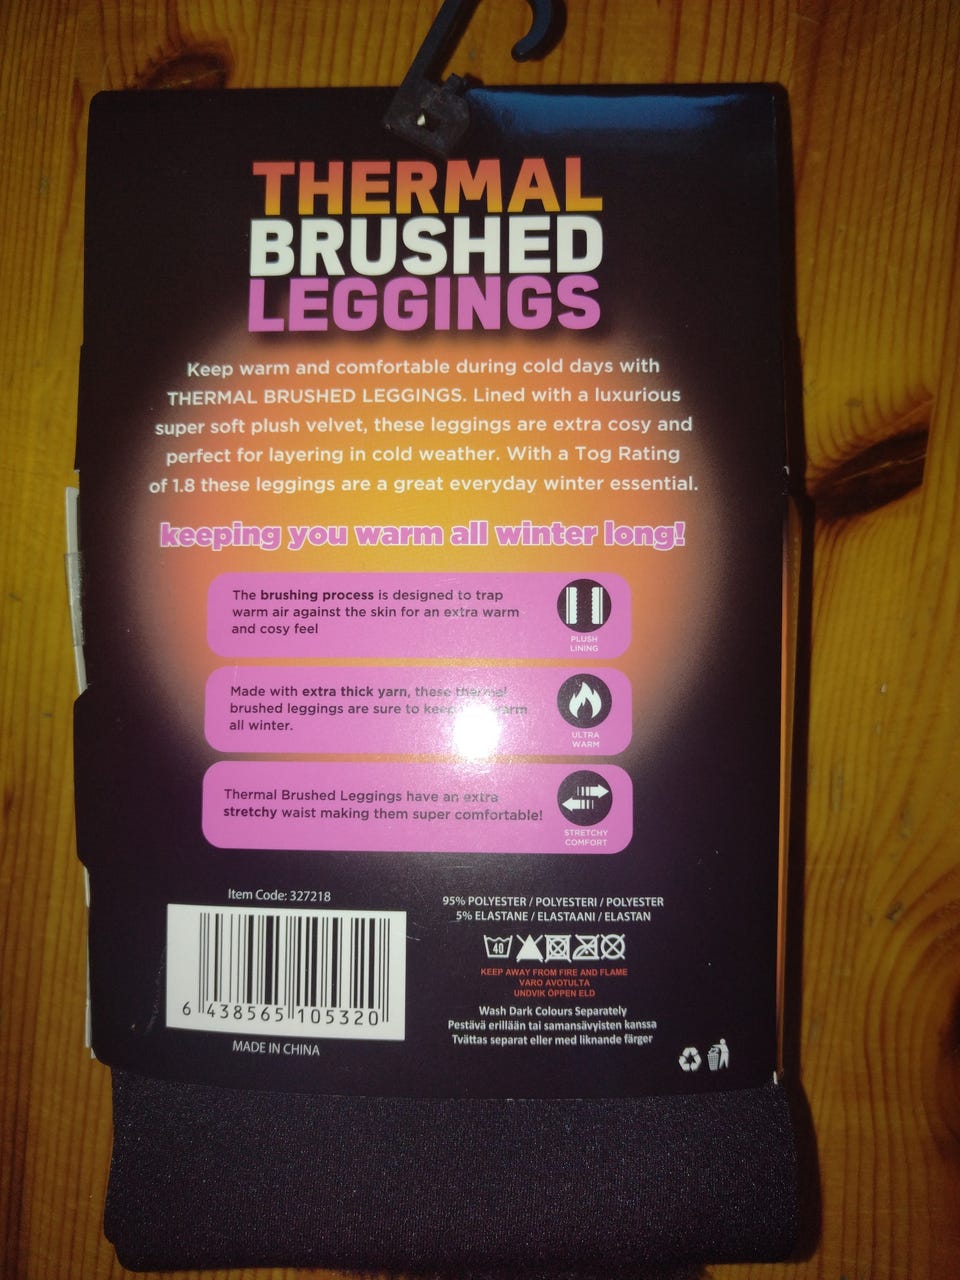 THERMAL
BRUSHED
LEGGINGS
Keep warm and comfortable during cold days with
THERMAL BRUSHED LEGGINGS. Lined with a luxurious
super soft plush velvet, these leggings are extra cosy and
perfect for layering in cold weather. With a Tog Rating
of 1.8 these leggings are a great everyday winter essential.
keeping you warm all winter long!
The brushing process is designed to trap
warm air against the skin for an extra warm
and cosy feel
PLUSH
LINING
Made with extra thick yarn, these thermal
brushed leggings are sure to keep warm
all winter.
ULTRA
WARM
Thermal Brushed Leggings have an extra
stretchy waist making them super comfortable!
STRETCHY
COMFORT
Item Code: 327218
6 438565 105320
MADE IN CHINA
95% POLYESTER / POLYESTERI / POLYESTER
5% ELASTANE / ELASTAANI / ELASTAN
40
KEEP AWAY FROM FIRE AND FLAME
VARO AVOTULTA
UNDVIK ÖPPEN ELD
Wash Dark Colours Separately
Pestävä erillään tai samansävyisten kanssa
Tvättas separat eller med liknande färger